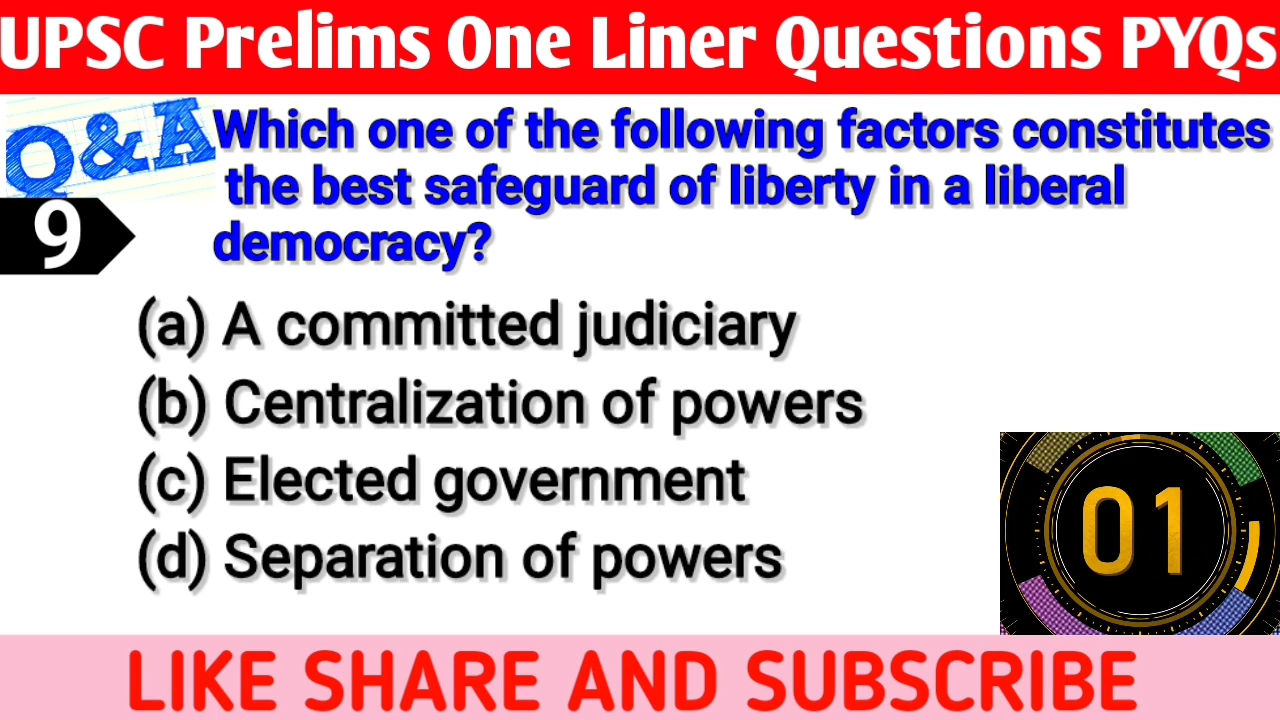 UPSC Prelims One Liner Questions PYQs
Q&A
9
Which one of the following factors constitutes
the best safeguard of liberty in a liberal
democracy?
(a) A committed judiciary
(b) Centralization of powers
(c) Elected government
(d) Separation of powers
01
LIKE SHARE AND SUBSCRIBE